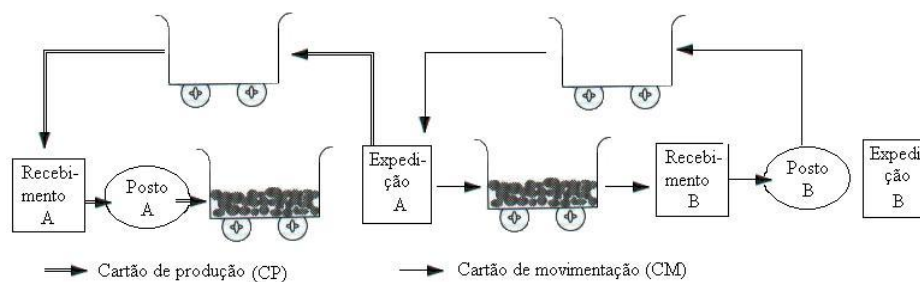 Recebi-
mento
A
Posto
A
Expedi-
ção
A
Recebi-
mento
B
Posto
B
Expedi
ção
B
Cartão de produção (CP)
Cartão de movimentação (CM)